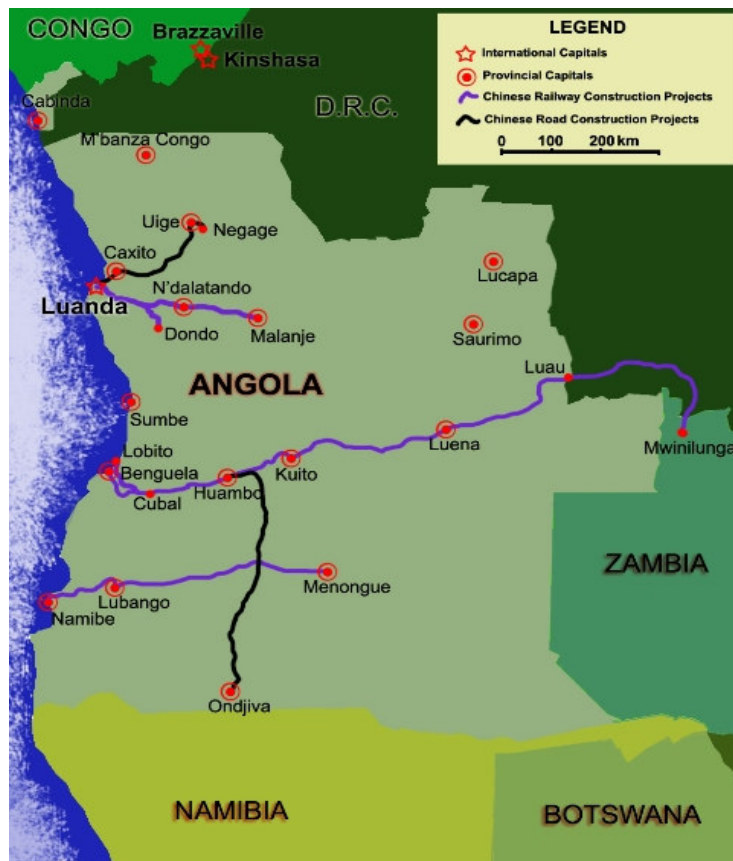 CONGO
Brazzaville
Kinshasa
LEGEND
International Capitals
Provincial Capitals
Chinese Railway Construction Projects
Chinese Road Construction Projects
0 100 200 km
Cabinda
D.R.C.
M'banza Congo
Uige
Negage
Caxito
Lucapa
Luanda
N'dalatando
Dondo
Malanje
Saurimo
ANGOLA
Luau
Sumbe
Luena
Mwinilunga
Lobito
Benguela
Cubal
Huambo
Kuito
ZAMBIA
Menongue
Lubango
Namibe
Ondjiva
NAMIBIA
BOTSWANA